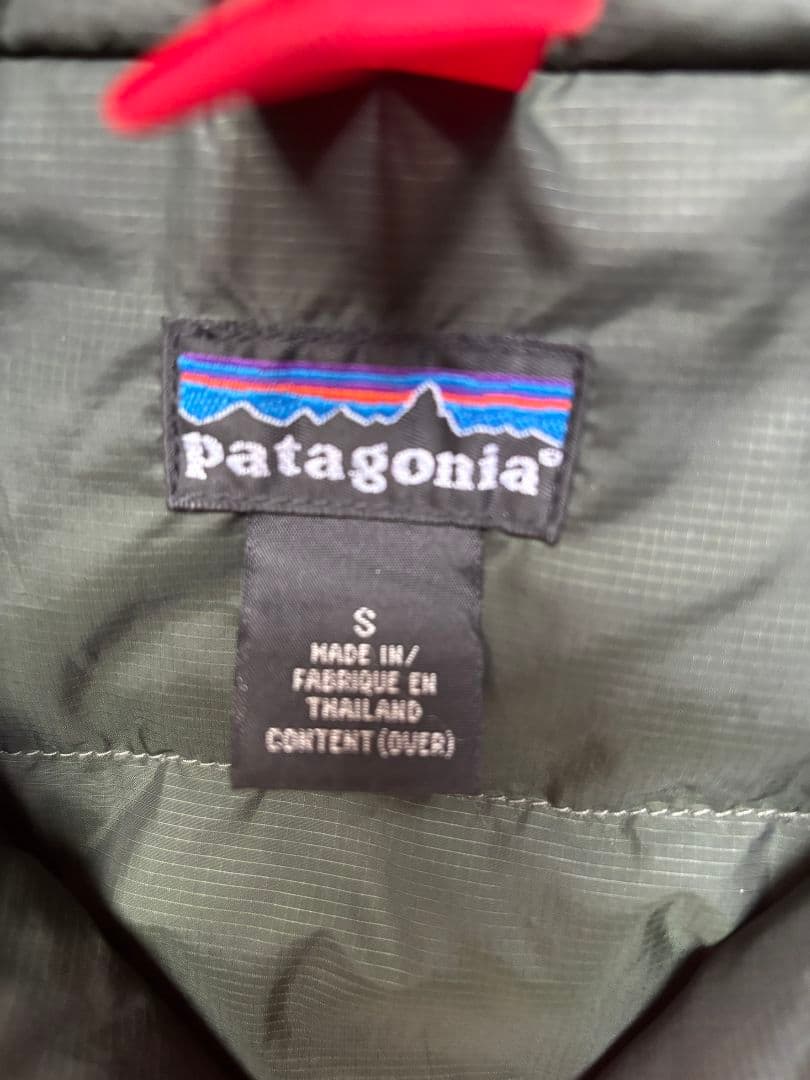 patagonia®
S
MADE IN/
FABRIQUE EN
THAILAND
CONTENT (OVER)